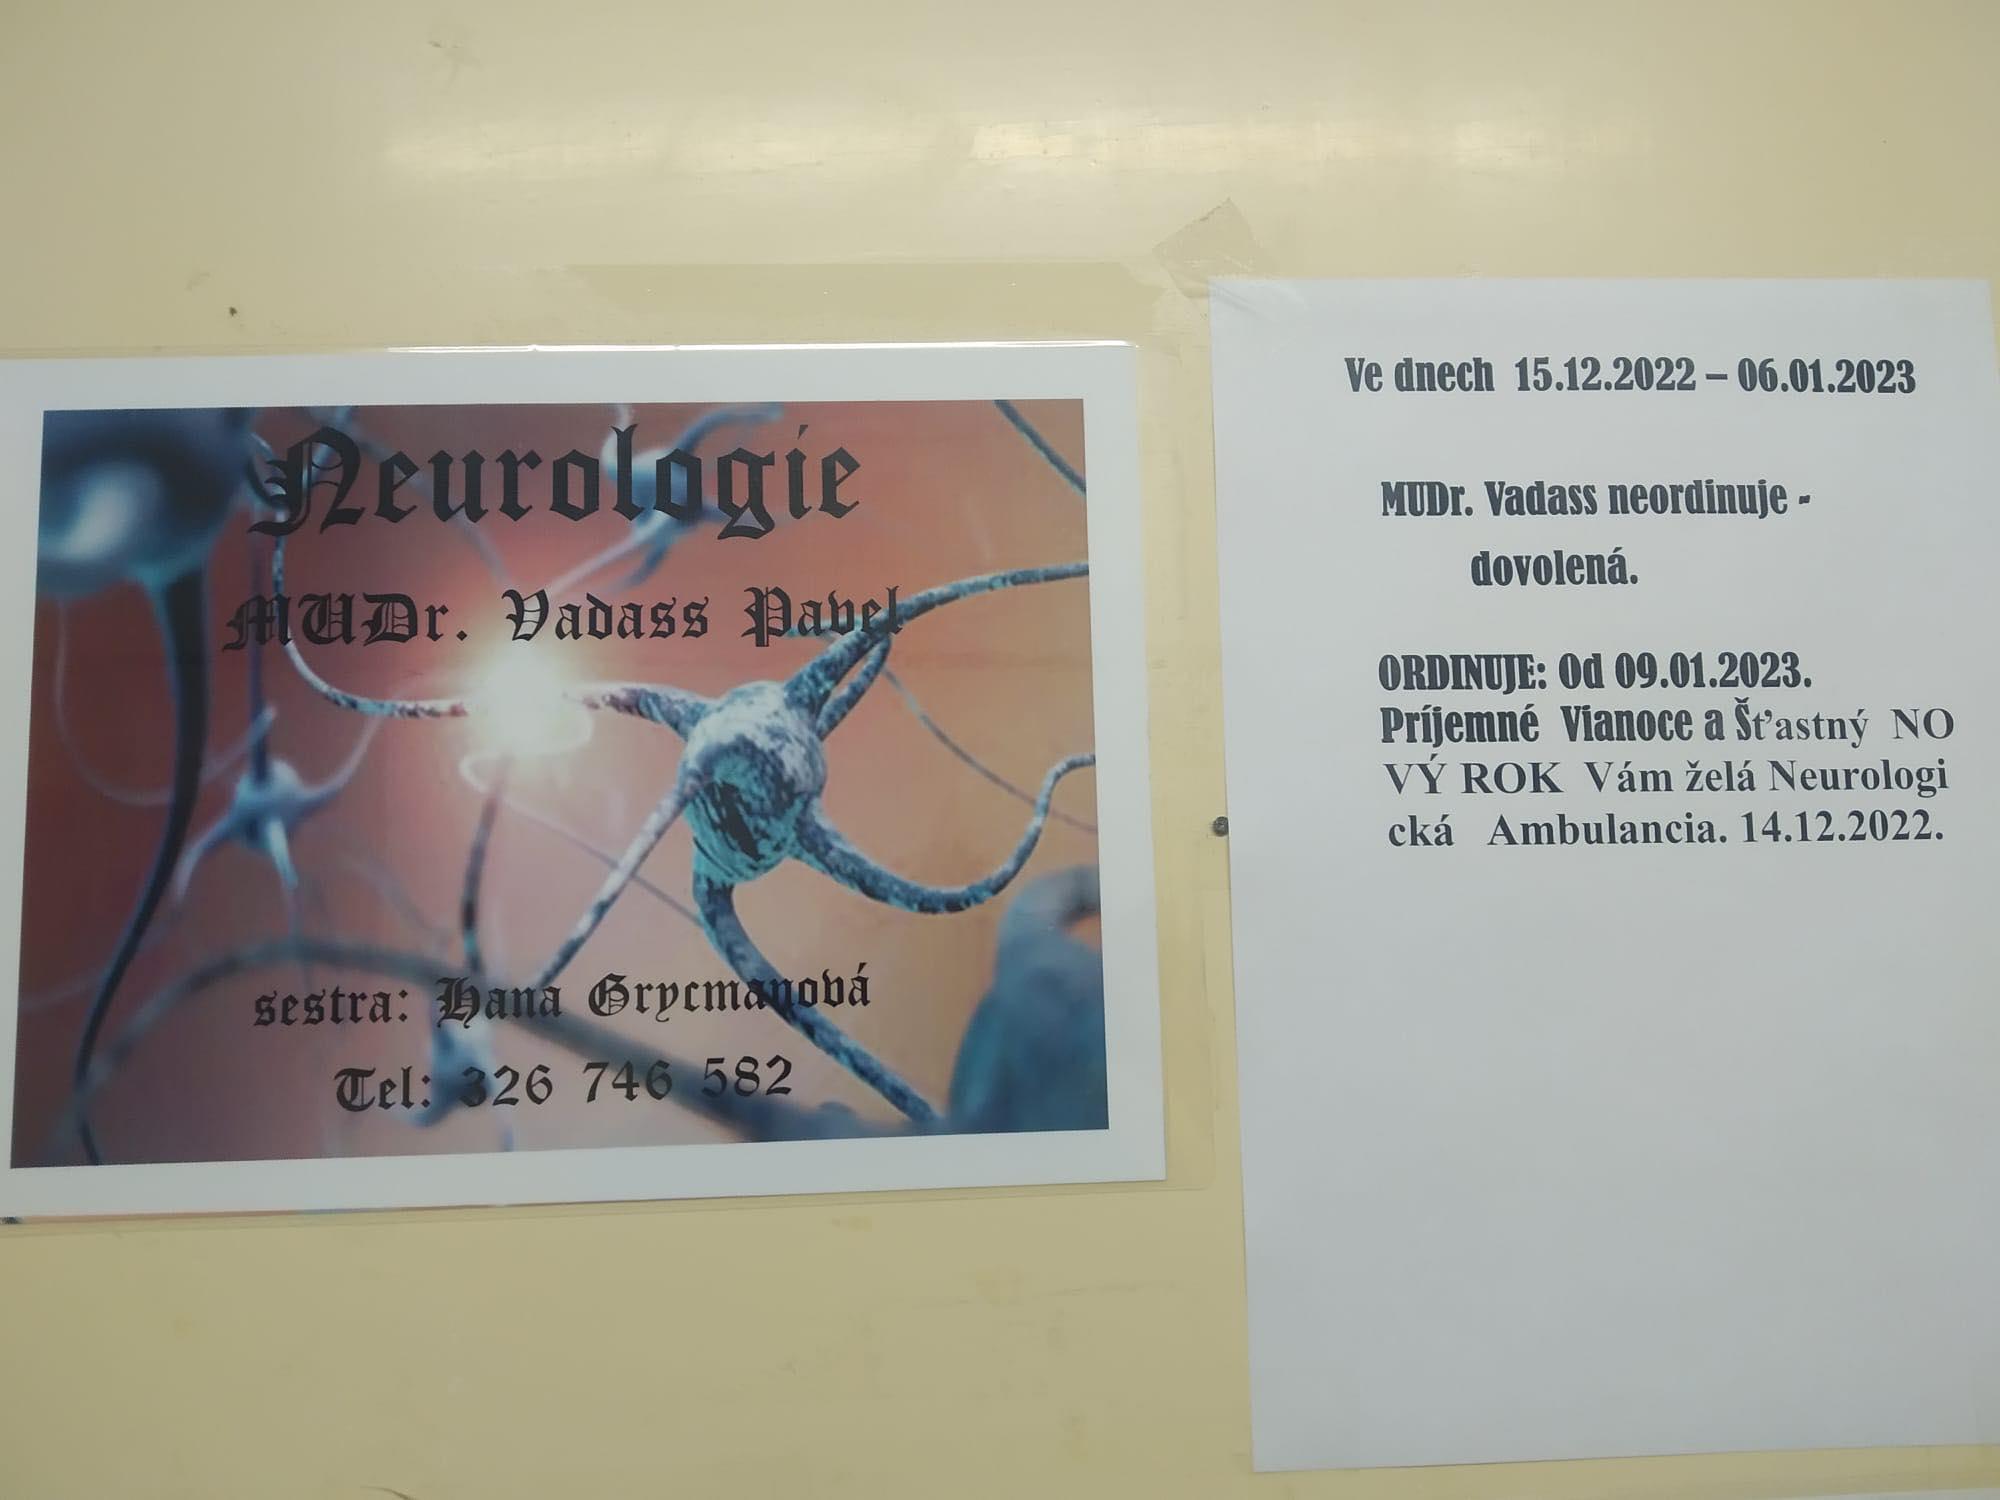 Neurologie
MUDr. Vadass Pavel
sestra: Hana Grycmanová
Tel: 326 746 582
Ve dnech 15.12.2022 – 06.01.2023
MUDr. Vadass neordinuje -
dovolená.
ORDINUJE: Od 09.01.2023.
Príjemné Vianoce a Šťastný NO
VÝ ROK Vám želá Neurologi
cká Ambulancia. 14.12.2022.